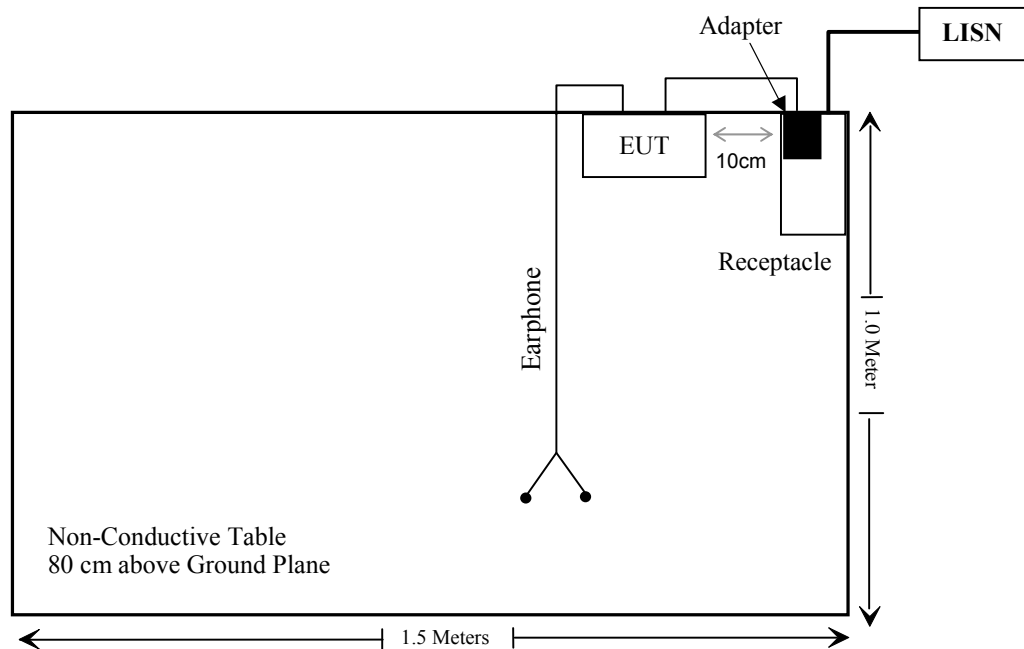 Adapter
LISN
EUT
10cm
Receptacle
Earphone
1.0 Meter
Non-Conductive Table
80 cm above Ground Plane
1.5 Meters